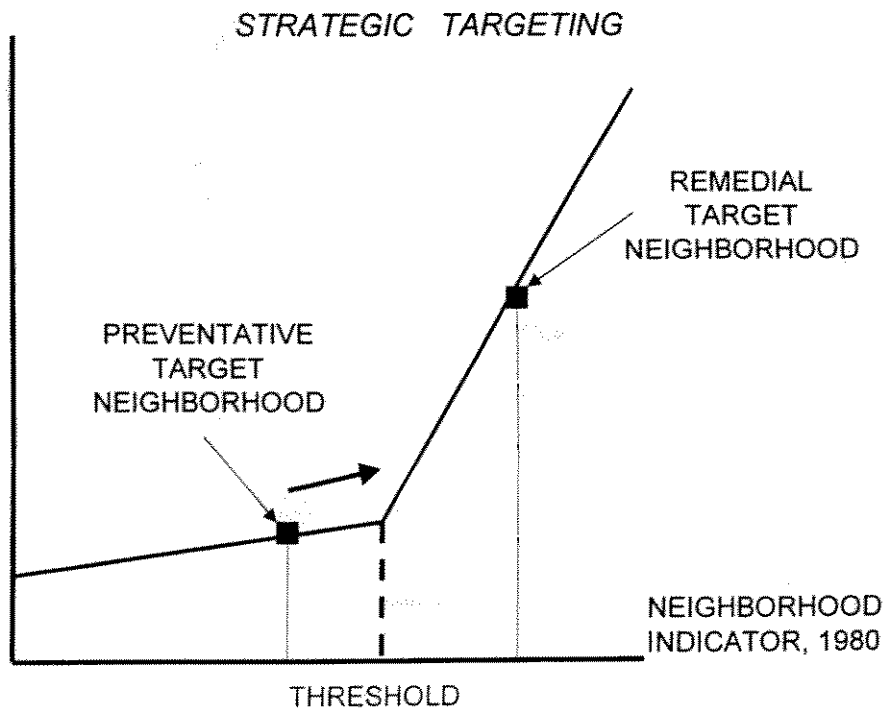 STRATEGIC TARGETING
REMEDIAL
TARGET
NEIGHBORHOOD
PREVENTATIVE
TARGET
NEIGHBORHOOD
NEIGHBORHOOD
INDICATOR, 1980
THRESHOLD